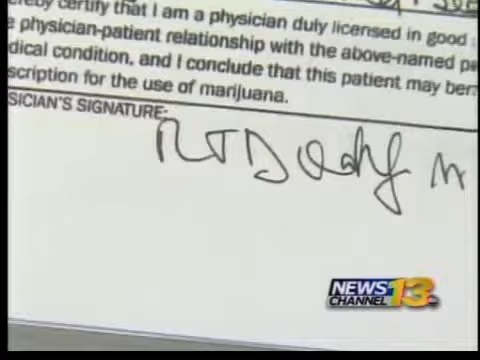 ereby certify that I am a physician duly licensed in good
e physician-patient relationship with the above-named pa
dical condition, and I conclude that this patient may ben
scription for the use of marijuana.
SICIAN'S SIGNATURE:
NEWS
CHANNEL 13